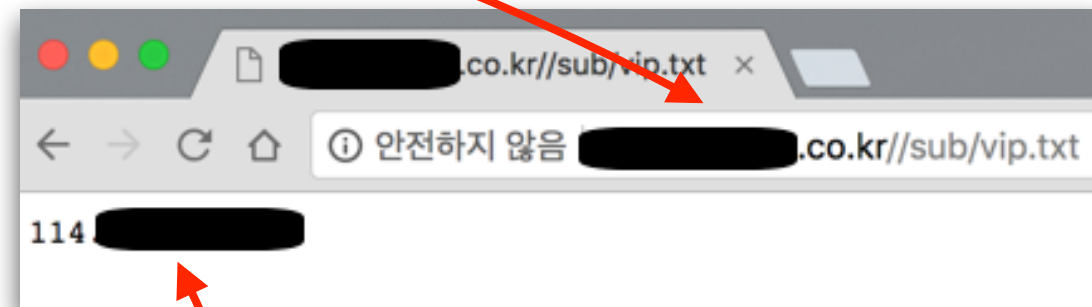 .co.kr//sub/vip.txt ×
안전하지 않음 .co.kr//sub/vip.txt
114.